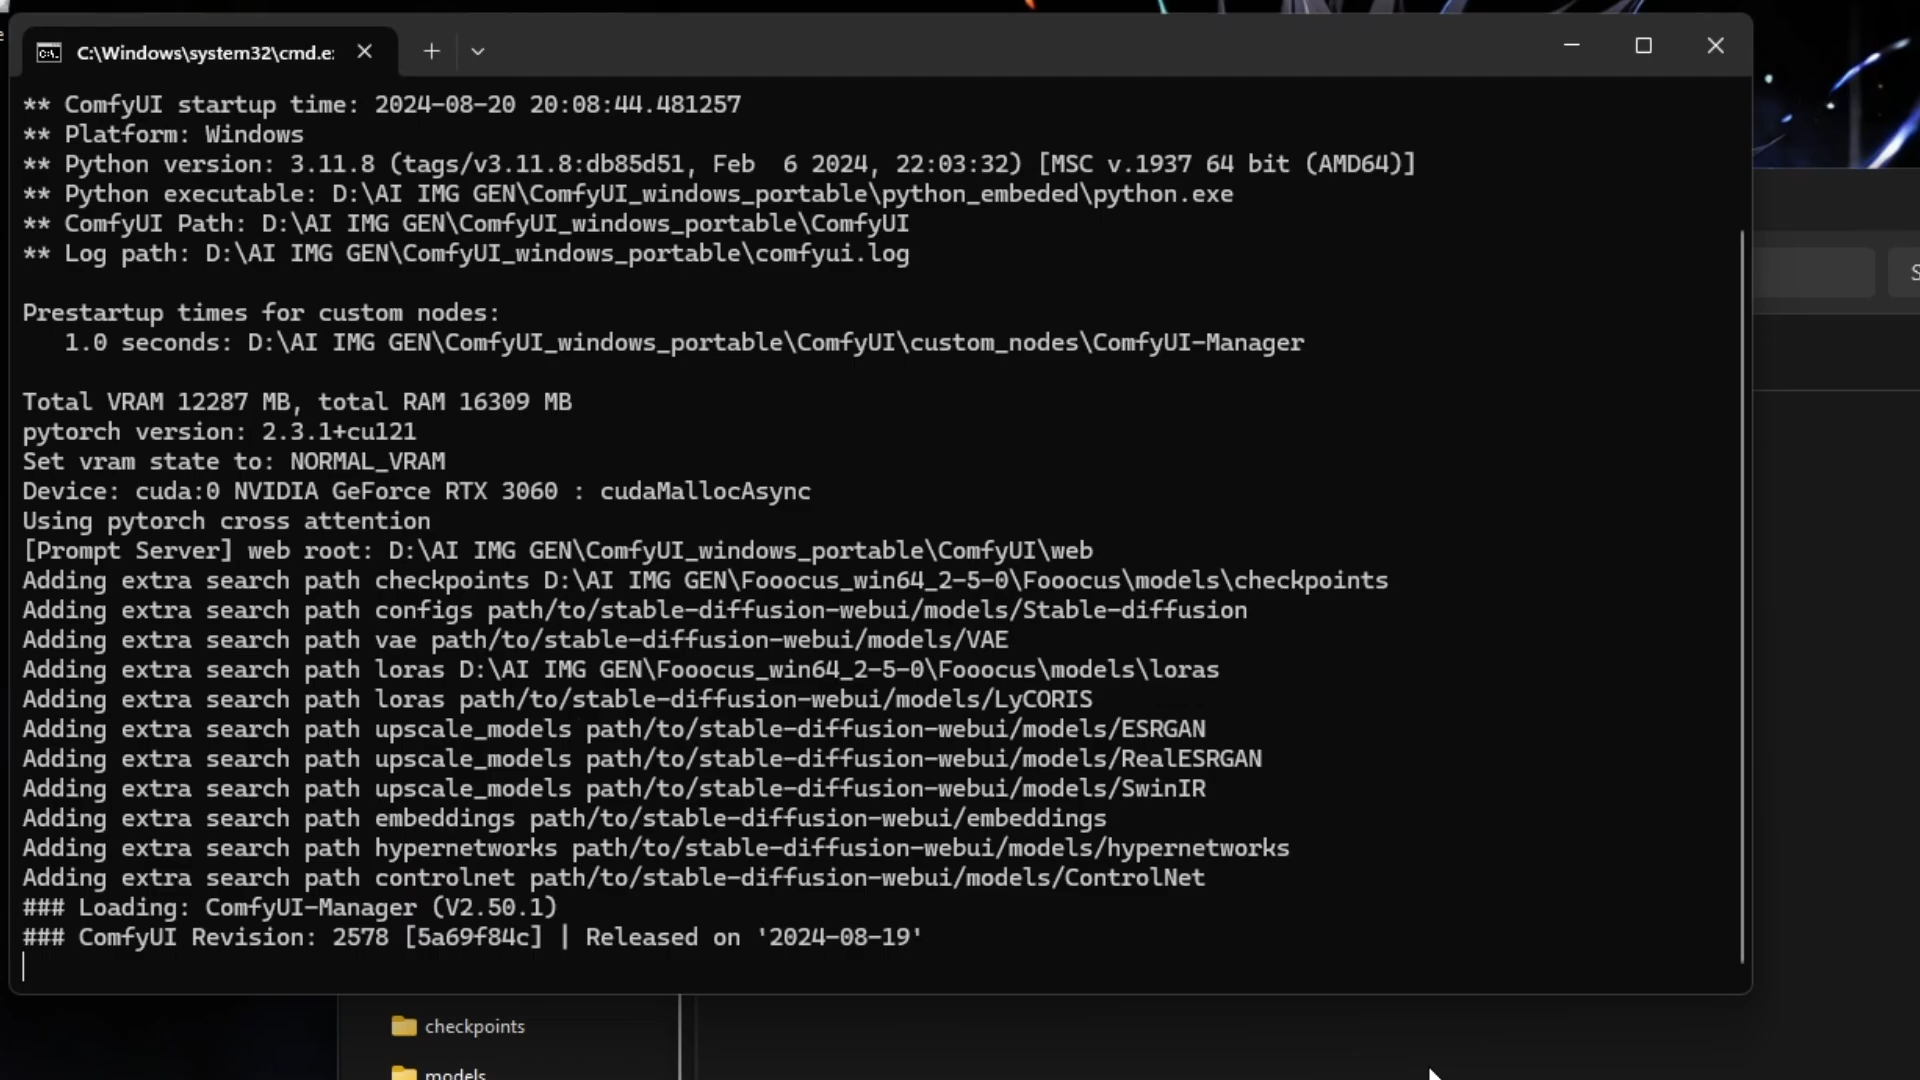 C:\Windows\system32\cmd.e:
** ComfyUI startup time: 2024-08-20 20:08:44.481257
** Platform: Windows
** Python version: 3.11.8 (tags/v3.11.8:db85d51, Feb  6 2024, 22:03:32) [MSC v.1937 64 bit (AMD64)]
** Python executable: D:\AI IMG GEN\ComfyUI_windows_portable\python_embeded\python.exe
** ComfyUI Path: D:\AI IMG GEN\ComfyUI_windows_portable\ComfyUI
** Log path: D:\AI IMG GEN\ComfyUI_windows_portable\comfyui.log
Prestartup times for custom nodes:
   1.0 seconds: D:\AI IMG GEN\ComfyUI_windows_portable\ComfyUI\custom_nodes\ComfyUI-Manager
Total VRAM 12287 MB, total RAM 16309 MB
pytorch version: 2.3.1+cu121
Set vram state to: NORMAL_VRAM
Device: cuda:0 NVIDIA GeForce RTX 3060 : cudaMallocAsync
Using pytorch cross attention
[Prompt Server] web root: D:\AI IMG GEN\ComfyUI_windows_portable\ComfyUI\web
Adding extra search path checkpoints D:\AI IMG GEN\Fooocus_win64_2-5-0\Fooocus\models\checkpoints
Adding extra search path configs path/to/stable-diffusion-webui/models/Stable-diffusion
Adding extra search path vae path/to/stable-diffusion-webui/models/VAE
Adding extra search path loras D:\AI IMG GEN\Fooocus_win64_2-5-0\Fooocus\models\loras
Adding extra search path loras path/to/stable-diffusion-webui/models/LyCORIS
Adding extra search path upscale_models path/to/stable-diffusion-webui/models/ESRGAN
Adding extra search path upscale_models path/to/stable-diffusion-webui/models/RealESRGAN
Adding extra search path upscale_models path/to/stable-diffusion-webui/models/SwinIR
Adding extra search path embeddings path/to/stable-diffusion-webui/embeddings
Adding extra search path hypernetworks path/to/stable-diffusion-webui/models/hypernetworks
Adding extra search path controlnet path/to/stable-diffusion-webui/models/ControlNet
### Loading: ComfyUI-Manager (V2.50.1)
### ComfyUI Revision: 2578 [5a69f84c] | Released on '2024-08-19'
checkpoints
models